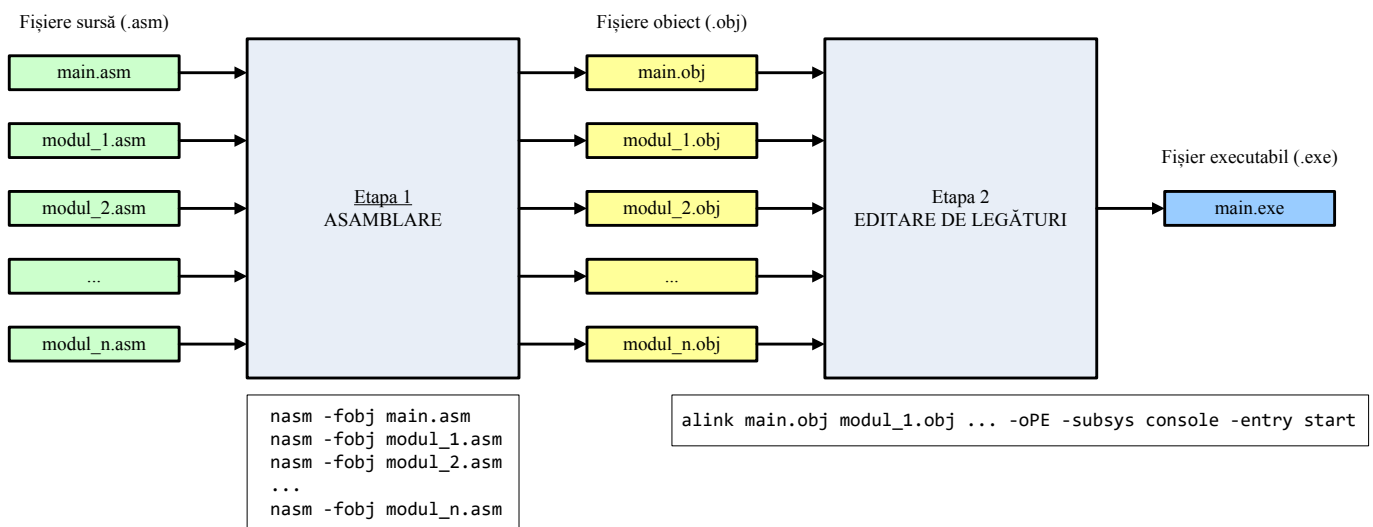 Fișiere sursă (.asm)
main.asm
modul_1.asm
modul_2.asm
...
modul_n.asm
Etapa 1
ASAMBLARE
nasm -fobj main.asm
nasm -fobj modul_1.asm
nasm -fobj modul_2.asm
...
nasm -fobj modul_n.asm
Fișiere obiect (.obj)
main.obj
modul_1.obj
modul_2.obj
...
modul_n.obj
Etapa 2
EDITARE DE LEGĂTURI
alink main.obj modul_1.obj ... -oPE -subsys console -entry start
Fișier executabil (.exe)
main.exe